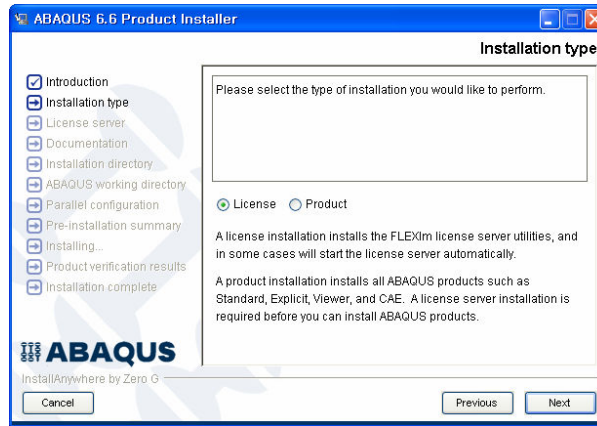 ABAQUS 6.6 Product Installer
Installation type
Introduction
Installation type
License server
Documentation
Installation directory
ABAQUS working directory
Parallel configuration
Pre-installation summary
Installing...
Product verification results
Installation complete
Please select the type of installation you would like to perform.
License Product
A license installation installs the FLEXlm license server utilities, and
in some cases will start the license server automatically.
A product installation installs all ABAQUS products such as
Standard, Explicit, Viewer, and CAE. A license server installation is
required before you can install ABAQUS products.
ABAQUS
InstallAnywhere by Zero G
Cancel Previous Next